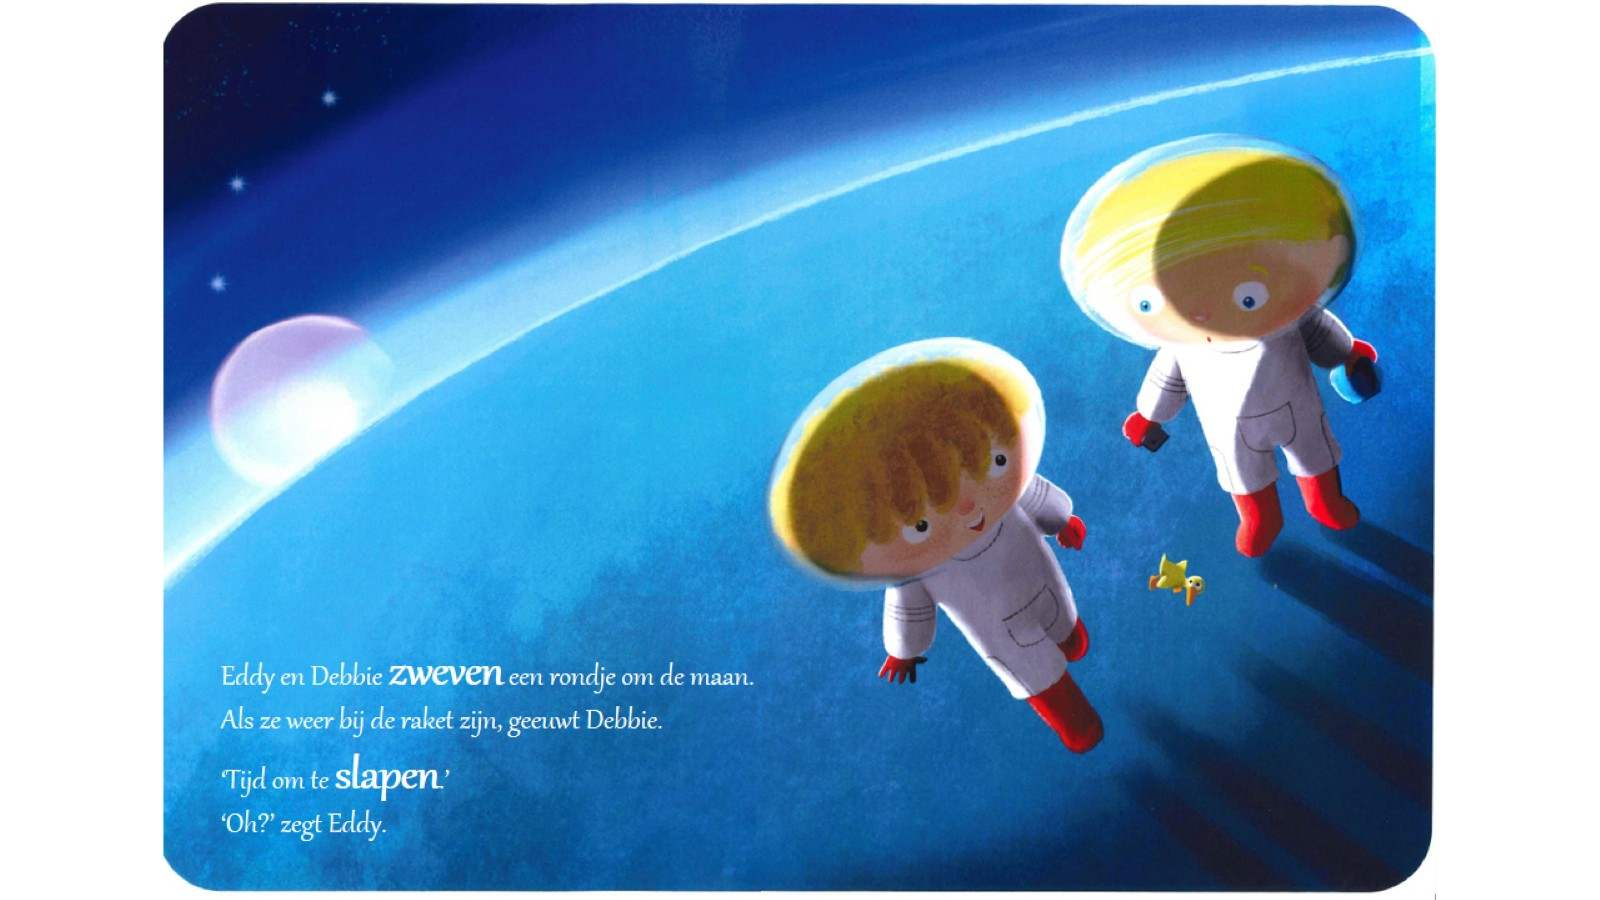 Eddy en Debbie zweven een rondje om de maan.
Als ze weer bij de raket zijn, geeuwt Debbie.
‘Tijd om te slapen.’
‘Oh?’ zegt Eddy.